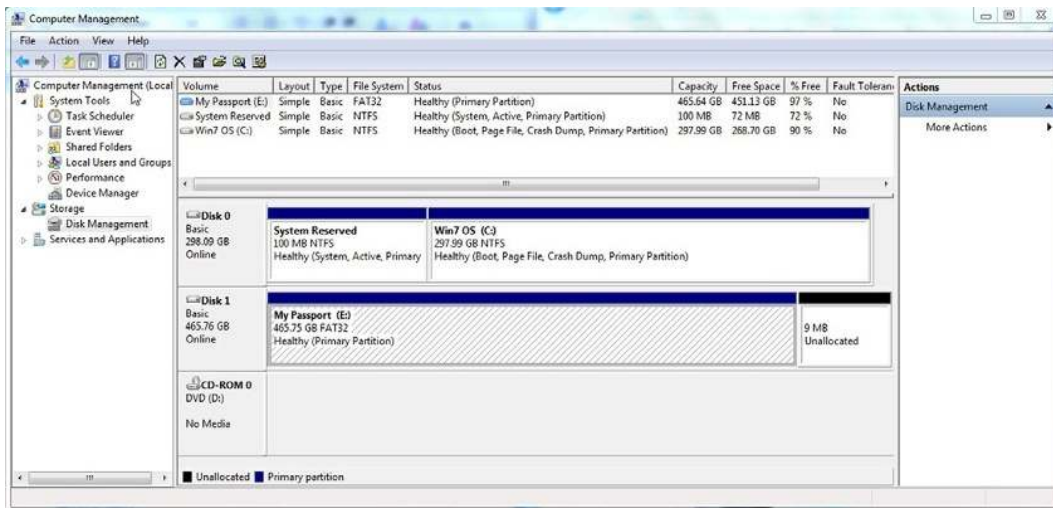 Computer Management
File Action View Help
Computer Management (Local
System Tools
Task Scheduler
Event Viewer
Shared Folders
Local Users and Groups
Performance
Device Manager
Storage
Disk Management
Services and Applications
Volume Layout Type File System Status Capacity Free Space % Free Fault Toleran
My Passport (E:) Simple Basic FAT32 Healthy (Primary Partition) 465.64 GB 451.13 GB 97 % No
System Reserved Simple Basic NTFS Healthy (System, Active, Primary Partition) 100 MB 72 MB 72 % No
Win7 OS (C:) Simple Basic NTFS Healthy (Boot, Page File, Crash Dump, Primary Partition) 297.99 GB 268.70 GB 90 % No
Disk 0
Basic
298.09 GB
Online
System Reserved
100 MB NTFS
Healthy (System, Active, Primary
Win7 OS (C:)
297.99 GB NTFS
Healthy (Boot, Page File, Crash Dump, Primary Partition)
Disk 1
Basic
465.76 GB
Online
My Passport (E:)
465.75 GB FAT32
Healthy (Primary Partition)
9 MB
Unallocated
CD-ROM 0
DVD (D:)
No Media
Unallocated Primary partition
Actions
Disk Management
More Actions